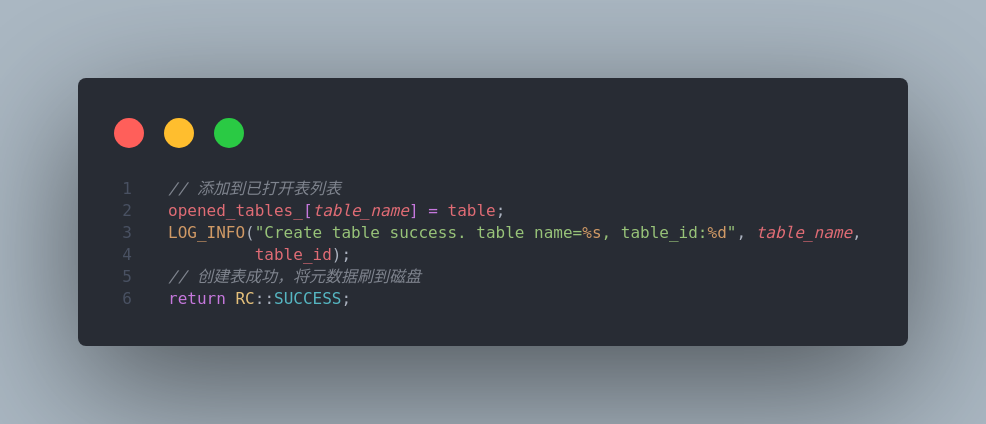 1 // 添加到已打开表列表
2 opened_tables_[table_name] = table;
3 LOG_INFO("Create table success. table name=%s, table_id:%d", table_name,
4          table_id);
5 // 创建表成功，将元数据刷到磁盘
6 return RC::SUCCESS;